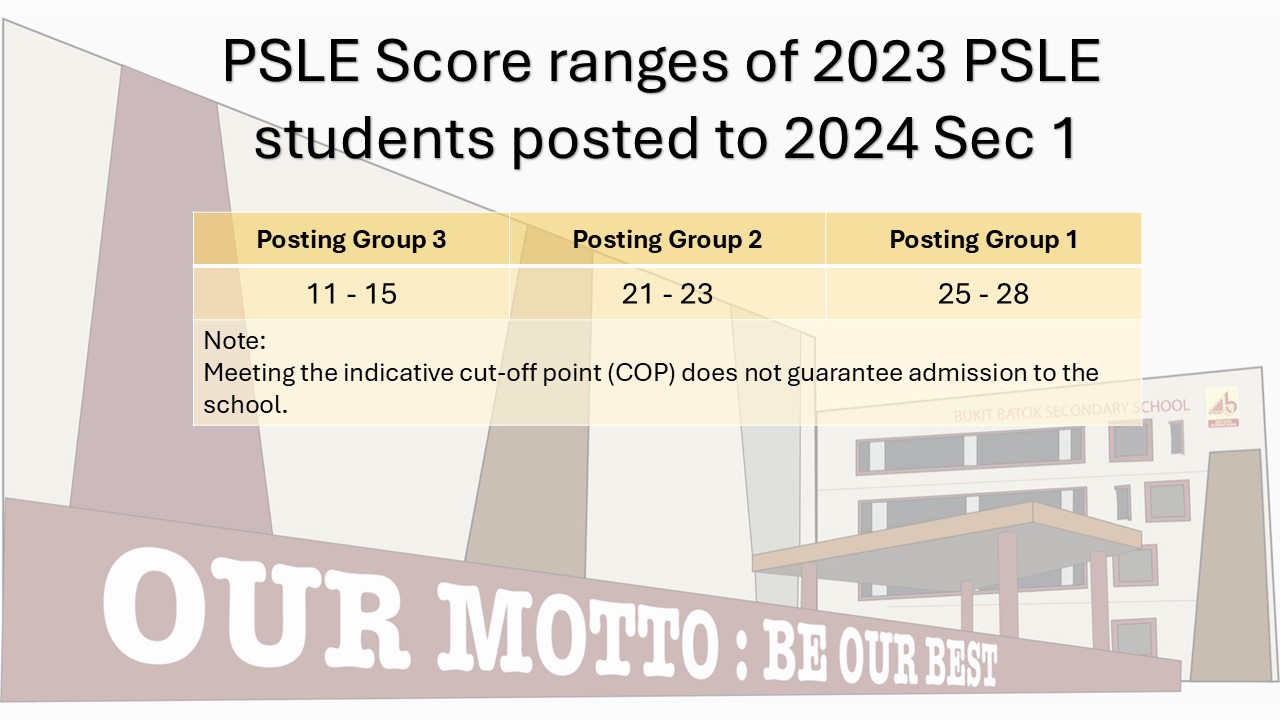 PSLE Score ranges of 2023 PSLE
students posted to 2024 Sec 1
Posting Group 3 Posting Group 2 Posting Group 1
11 - 15 21 - 23 25 - 28
Note:
Meeting the indicative cut-off point (COP) does not guarantee admission to the
school.
BUKIT BATOK SECONDARY SCHOOL
OUR MOTTO : BE OUR BEST